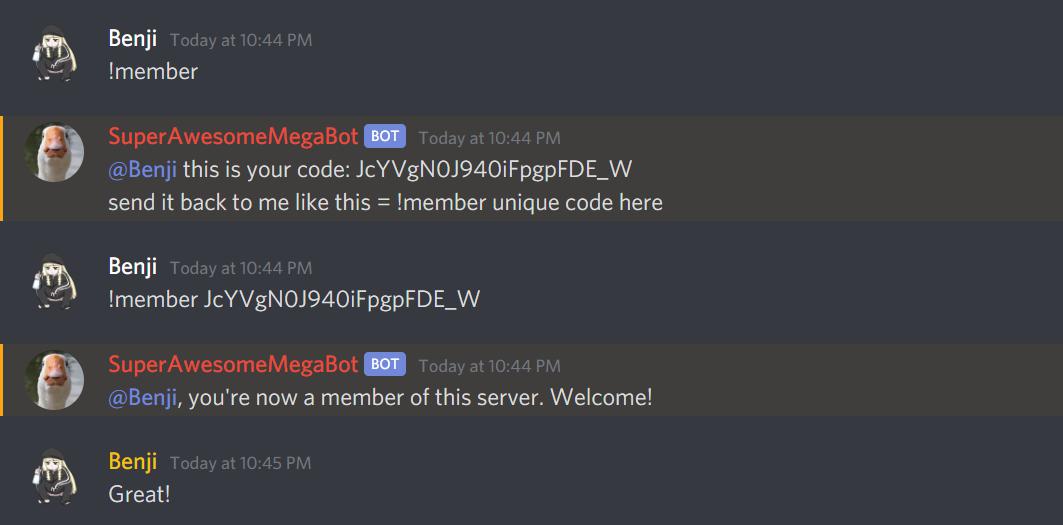 Benji Today at 10:44 PM
!member
SuperAwesomeMegaBot BOT Today at 10:44 PM
@Benji this is your code: JcYVgN0J940iFpgpFDE_W
send it back to me like this = !member unique code here
Benji Today at 10:44 PM
!member JcYVgN0J940iFpgpFDE_W
SuperAwesomeMegaBot BOT Today at 10:44 PM
@Benji, you're now a member of this server. Welcome!
Benji Today at 10:45 PM
Great!